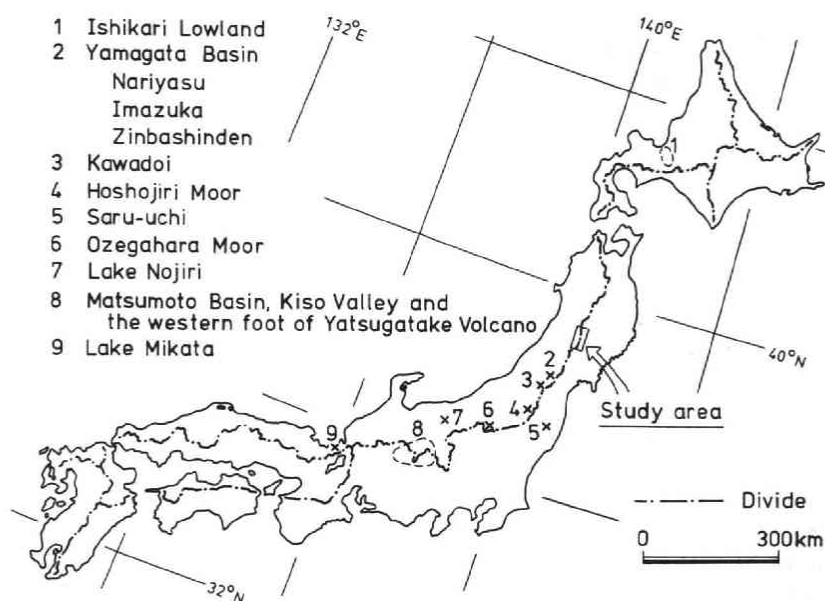 1 Ishikari Lowland
2 Yamagata Basin
Nariyasu
Imazuka
Zinbashinden
3 Kawadoi
4 Hoshojiri Moor
5 Saru-uchi
6 Ozegahara Moor
7 Lake Nojiri
8 Matsumoto Basin, Kiso Valley and
the western foot of Yatsugatake Volcano
9 Lake Mikata
132°E
140°E
1
40°N
2
3
Study area
4
5
6
7
8
9
Divide
0 300km
32°N